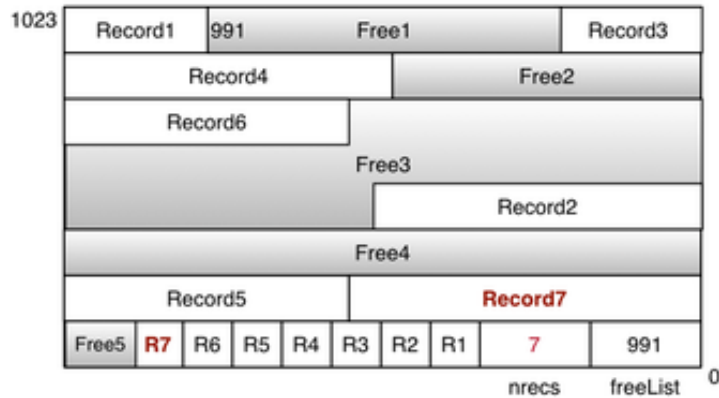 1023 Record1 991 Free1 Record3
Record4 Free2
Record6
Free3
Record2
Free4
Record5 Record7
Free5 R7 R6 R5 R4 R3 R2 R1 7 991
0
nrecs freeList